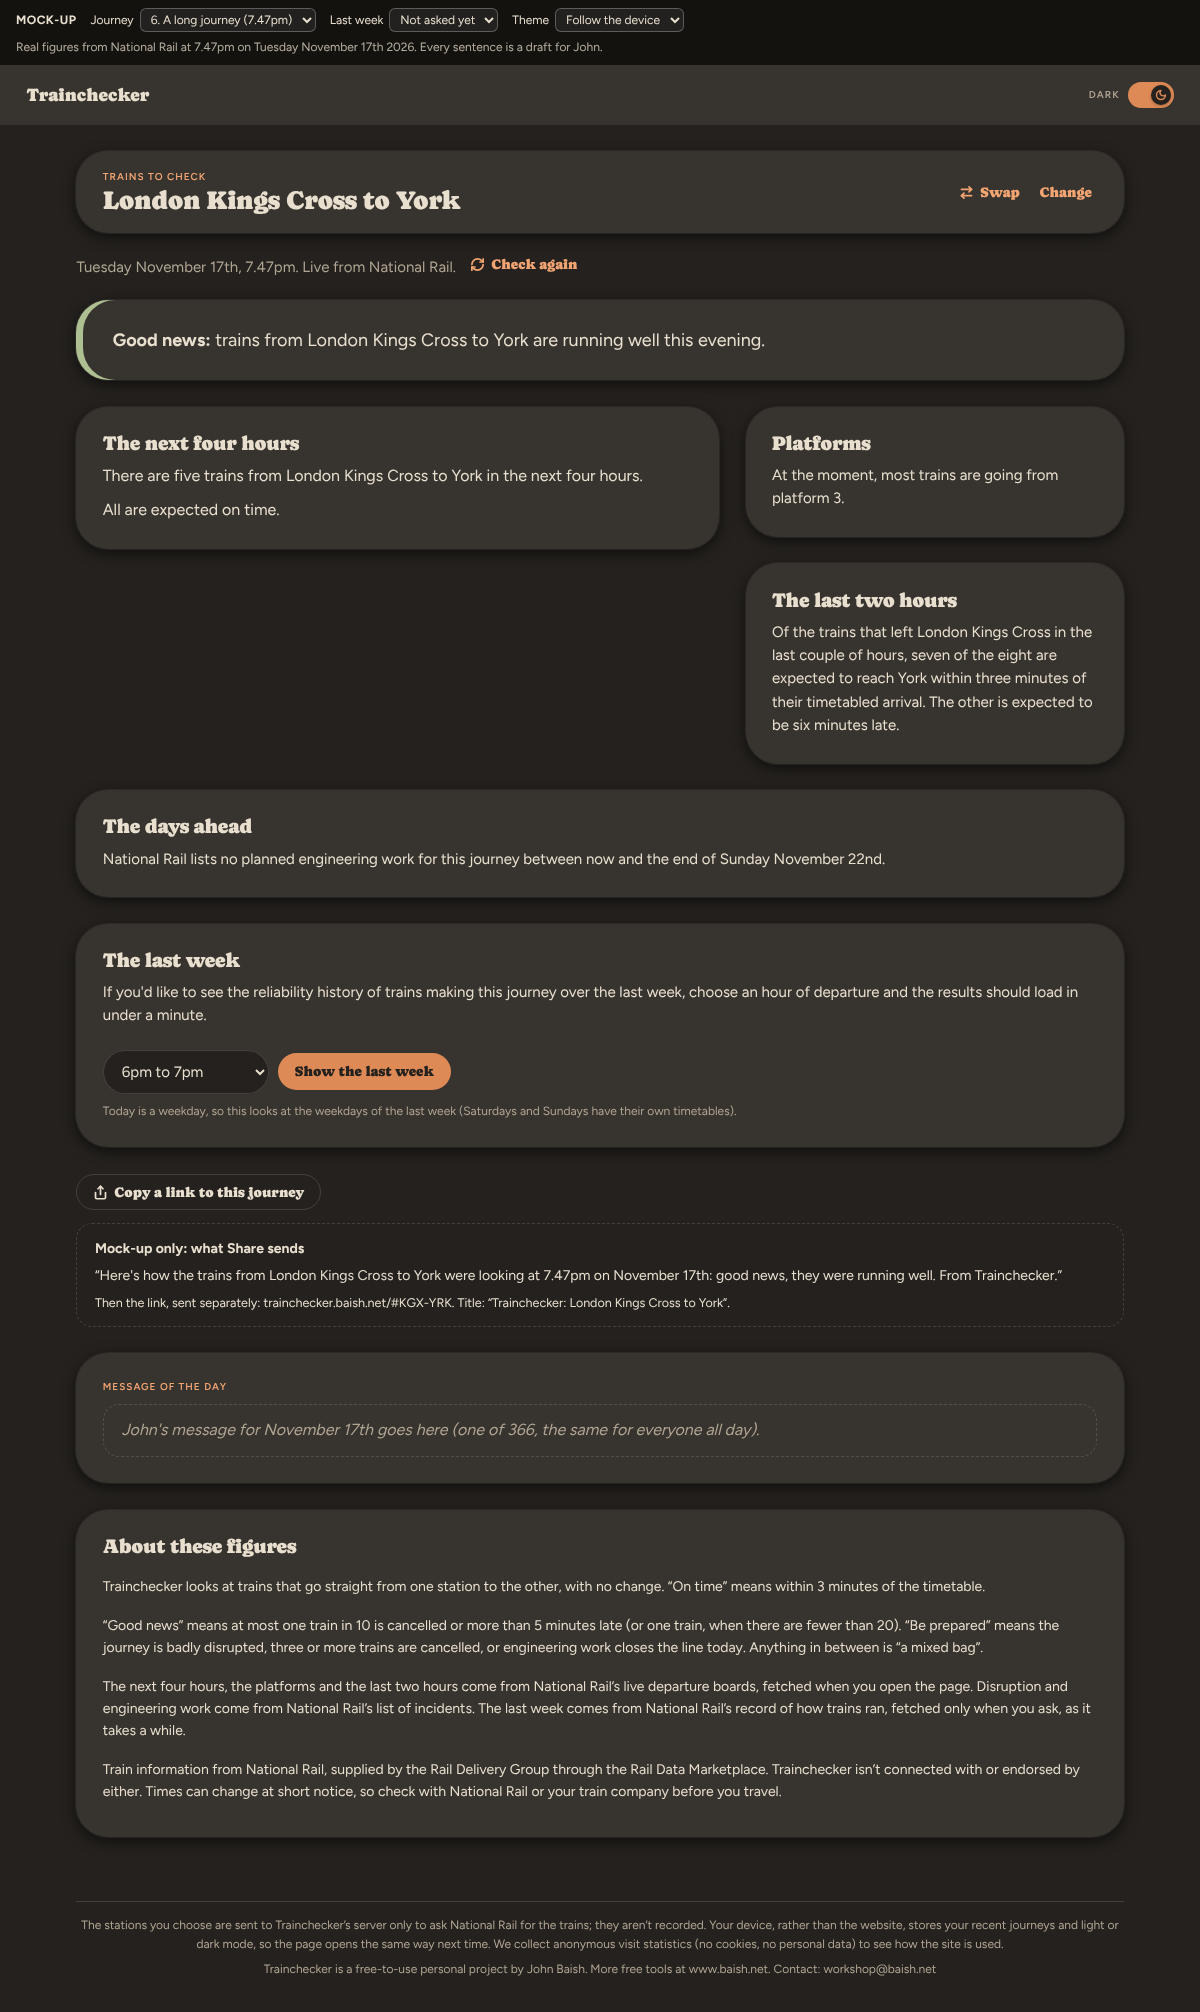 MOCK-UP Journey 6. A long journey (7.47pm) Last week Not asked yet Theme Follow the device
Real figures from National Rail at 7.47pm on Tuesday November 17th 2026. Every sentence is a draft for John.
Trainchecker
DARK
TRAINS TO CHECK
London Kings Cross to York
Swap Change
Tuesday November 17th, 7.47pm. Live from National Rail. Check again
Good news: trains from London Kings Cross to York are running well this evening.
The next four hours
There are five trains from London Kings Cross to York in the next four hours.
All are expected on time.
Platforms
At the moment, most trains are going from
platform 3.
The last two hours
Of the trains that left London Kings Cross in the
last couple of hours, seven of the eight are
expected to reach York within three minutes of
their timetabled arrival. The other is expected to
be six minutes late.
The days ahead
National Rail lists no planned engineering work for this journey between now and the end of Sunday November 22nd.
The last week
If you'd like to see the reliability history of trains making this journey over the last week, choose an hour of departure and the results should load in
under a minute.
6pm to 7pm Show the last week
Today is a weekday, so this looks at the weekdays of the last week (Saturdays and Sundays have their own timetables).
Copy a link to this journey
Mock-up only: what Share sends
“Here's how the trains from London Kings Cross to York were looking at 7.47pm on November 17th: good news, they were running well. From Trainchecker.”
Then the link, sent separately: trainchecker.baish.net/#KGX-YRK. Title: “Trainchecker: London Kings Cross to York”.
MESSAGE OF THE DAY
John's message for November 17th goes here (one of 366, the same for everyone all day).
About these figures
Trainchecker looks at trains that go straight from one station to the other, with no change. “On time” means within 3 minutes of the timetable.
“Good news” means at most one train in 10 is cancelled or more than 5 minutes late (or one train, when there are fewer than 20). “Be prepared” means the
journey is badly disrupted, three or more trains are cancelled, or engineering work closes the line today. Anything in between is “a mixed bag”.
The next four hours, the platforms and the last two hours come from National Rail’s live departure boards, fetched when you open the page. Disruption and
engineering work come from National Rail’s list of incidents. The last week comes from National Rail’s record of how trains ran, fetched only when you ask, as it
takes a while.
Train information from National Rail, supplied by the Rail Delivery Group through the Rail Data Marketplace. Trainchecker isn’t connected with or endorsed by
either. Times can change at short notice, so check with National Rail or your train company before you travel.
The stations you choose are sent to Trainchecker’s server only to ask National Rail for the trains; they aren’t recorded. Your device, rather than the website, stores your recent journeys and light or
dark mode, so the page opens the same way next time. We collect anonymous visit statistics (no cookies, no personal data) to see how the site is used.
Trainchecker is a free-to-use personal project by John Baish. More free tools at www.baish.net. Contact: workshop@baish.net